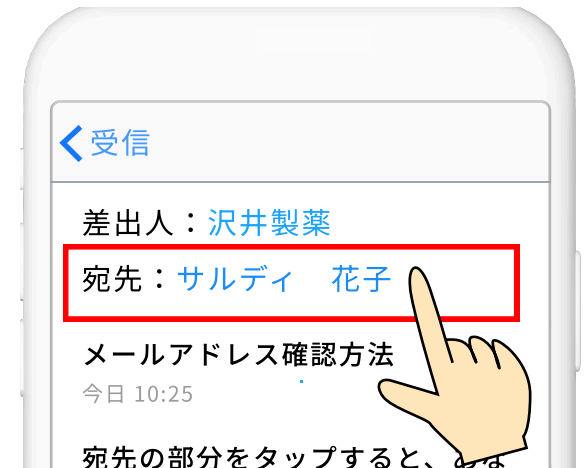 受信
差出人：沢井製薬
宛先：サルディ　花子
メールアドレス確認方法
今日 10:25
宛先の部分をタップすると、